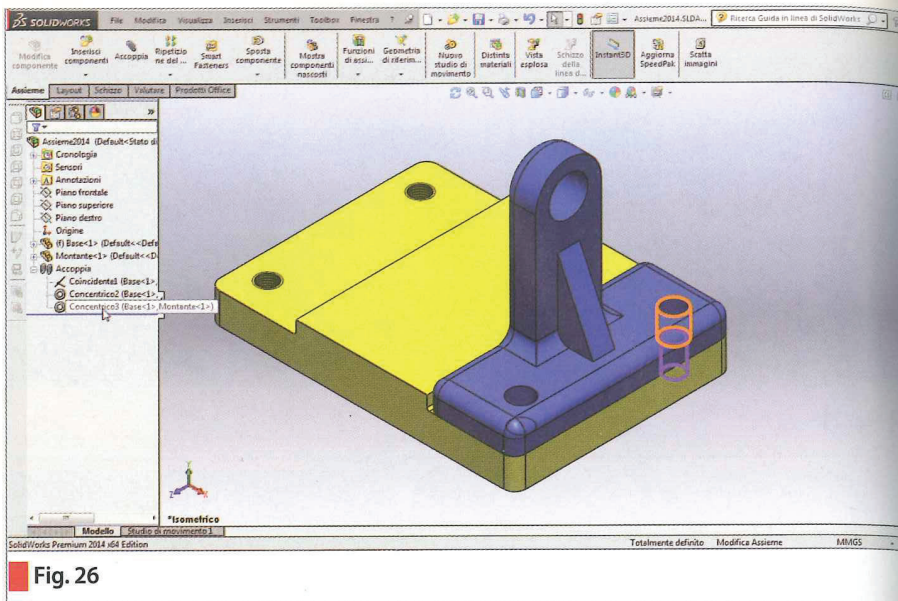 SOLIDWORKS File Modifica Visualizza Inserisci Strumenti Toolbox Finestra ? Assieme2014.SLDA... Ricerca Guida in linea di SolidWorks
Modifica componente
Inserisci componenti
Accoppia
Ripetizio ne del ...
Smart Fasteners
Sposta componente
Mostra componenti nascosti
Funzioni di assi...
Geometria di riferim...
Nuovo studio di movimento
Distinta materiali
Vista esplosa
Schizzo della linea d...
Instant3D
Aggiorna SpeedPak
Scatta immagini
Assieme Layout Schizzo Valutare Prodotti Office
Assieme2014 (Default<Stato di
Cronologia
Sensori
Annotazioni
Piano frontale
Piano superiore
Piano destro
Origine
(f) Base<1> (Default<<Defa
Montante<1> (Default<<D
Accoppia
Coincidente1 (Base<1>,
Concentrico2 (Base<1>,
Concentrico3 (Base<1>,Montante<1>)
Y
Z X
*Isometrico
Modello Studio di movimento 1
SolidWorks Premium 2014 x64 Edition Totalmente definito Modifica Assieme MMGS
Fig. 26